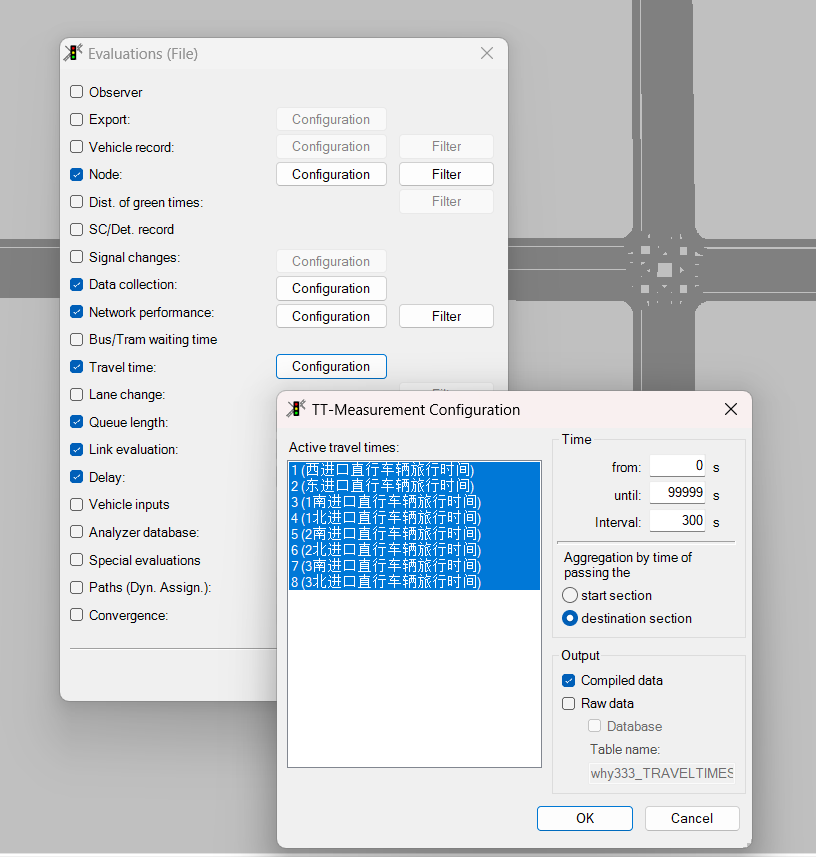 Evaluations (File)
Observer
Export:
Configuration
Vehicle record:
Configuration
Filter
Node:
Configuration
Filter
Dist. of green times:
Filter
SC/Det. record
Signal changes:
Configuration
Data collection:
Configuration
Network performance:
Configuration
Filter
Bus/Tram waiting time
Travel time:
Configuration
Lane change:
Queue length:
Link evaluation:
Delay:
Vehicle inputs
Analyzer database:
Special evaluations
Paths (Dyn. Assign.):
Convergence:
TT-Measurement Configuration
Active travel times:
1 (西进口直行车辆旅行时间)
2 (东进口直行车辆旅行时间)
3 (1南进口直行车辆旅行时间)
4 (1北进口直行车辆旅行时间)
5 (2南进口直行车辆旅行时间)
6 (2北进口直行车辆旅行时间)
7 (3南进口直行车辆旅行时间)
8 (3北进口直行车辆旅行时间)
Time
from: 0 s
until: 99999 s
Interval: 300 s
Aggregation by time of
passing the
start section
destination section
Output
Compiled data
Raw data
Database
Table name:
why333_TRAVELTIMES
OK
Cancel